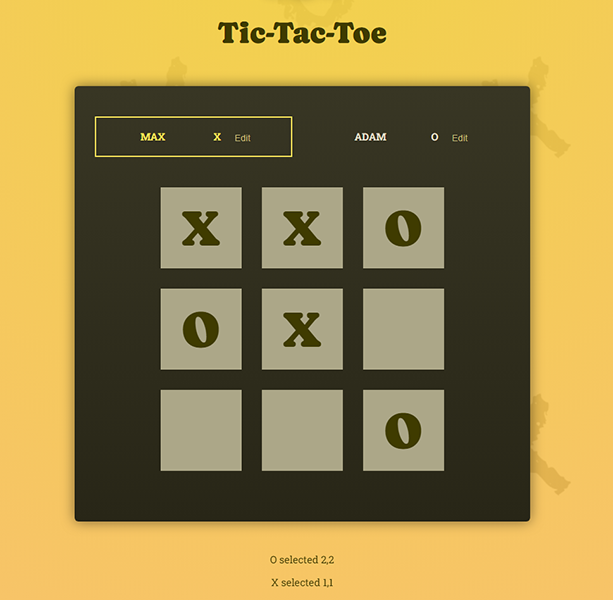 Tic-Tac-Toe
MAX X Edit ADAM O Edit
X X O
O X
O
O selected 2,2
X selected 1,1